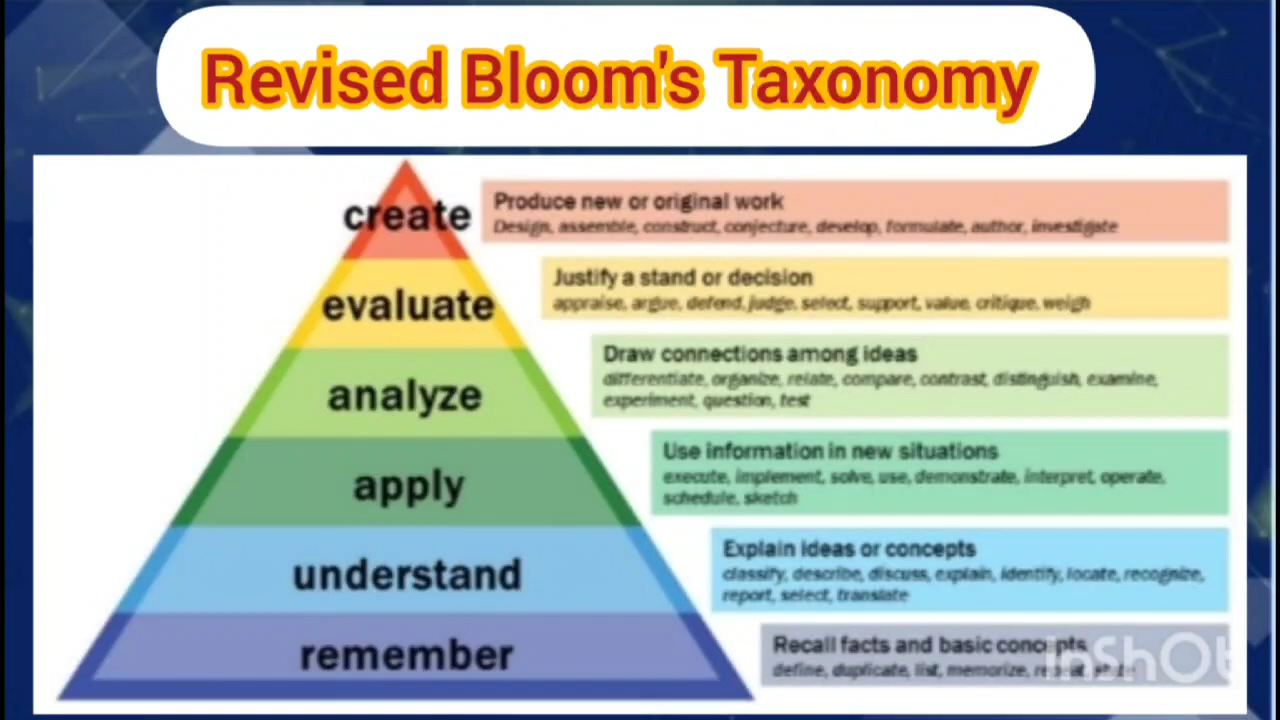 Revised Bloom's Taxonomy
create
Produce new or original work
Design, assemble, construct, conjecture, develop, formulate, author, investigate
evaluate
Justify a stand or decision
appraise, argue, defend, judge, select, support, value, critique, weigh
analyze
Draw connections among ideas
differentiate, organize, relate, compare, contrast, distinguish, examine,
experiment, question, test
apply
Use information in new situations
execute, implement, solve, use, demonstrate, interpret, operate,
schedule, sketch
understand
Explain ideas or concepts
classify, describe, discuss, explain, identify, locate, recognize,
report, select, translate
remember
Recall facts and basic concepts
define, duplicate, list, memorize, repeat,